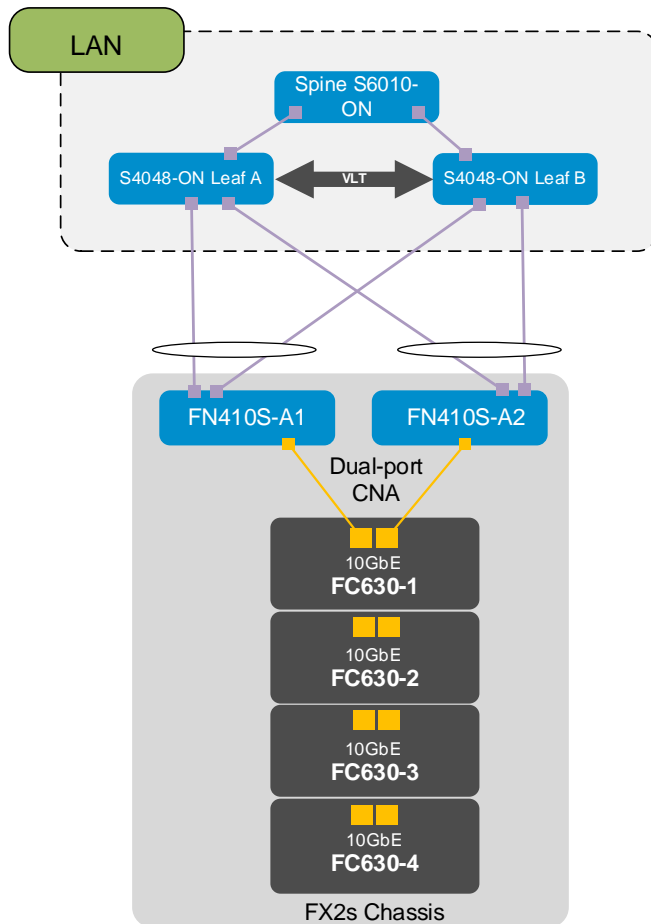 LAN
Spine S6010-
ON
S4048-ON Leaf A
VLT
S4048-ON Leaf B
FN410S-A1
FN410S-A2
Dual-port
CNA
10GbE
FC630-1
10GbE
FC630-2
10GbE
FC630-3
10GbE
FC630-4
FX2s Chassis